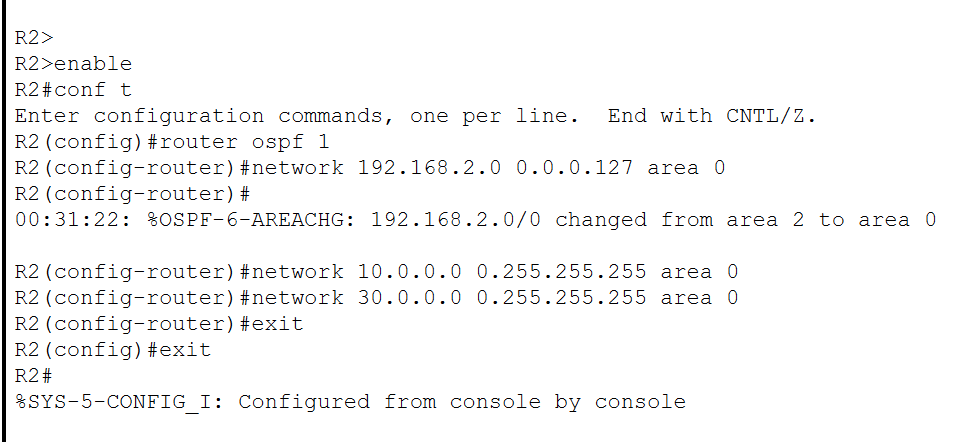 R2>
R2>enable
R2#conf t
Enter configuration commands, one per line.  End with CNTL/Z.
R2(config)#router ospf 1
R2(config-router)#network 192.168.2.0 0.0.0.127 area 0
R2(config-router)#
00:31:22: %OSPF-6-AREACHG: 192.168.2.0/0 changed from area 2 to area 0
R2(config-router)#network 10.0.0.0 0.255.255.255 area 0
R2(config-router)#network 30.0.0.0 0.255.255.255 area 0
R2(config-router)#exit
R2(config)#exit
R2#
%SYS-5-CONFIG_I: Configured from console by console